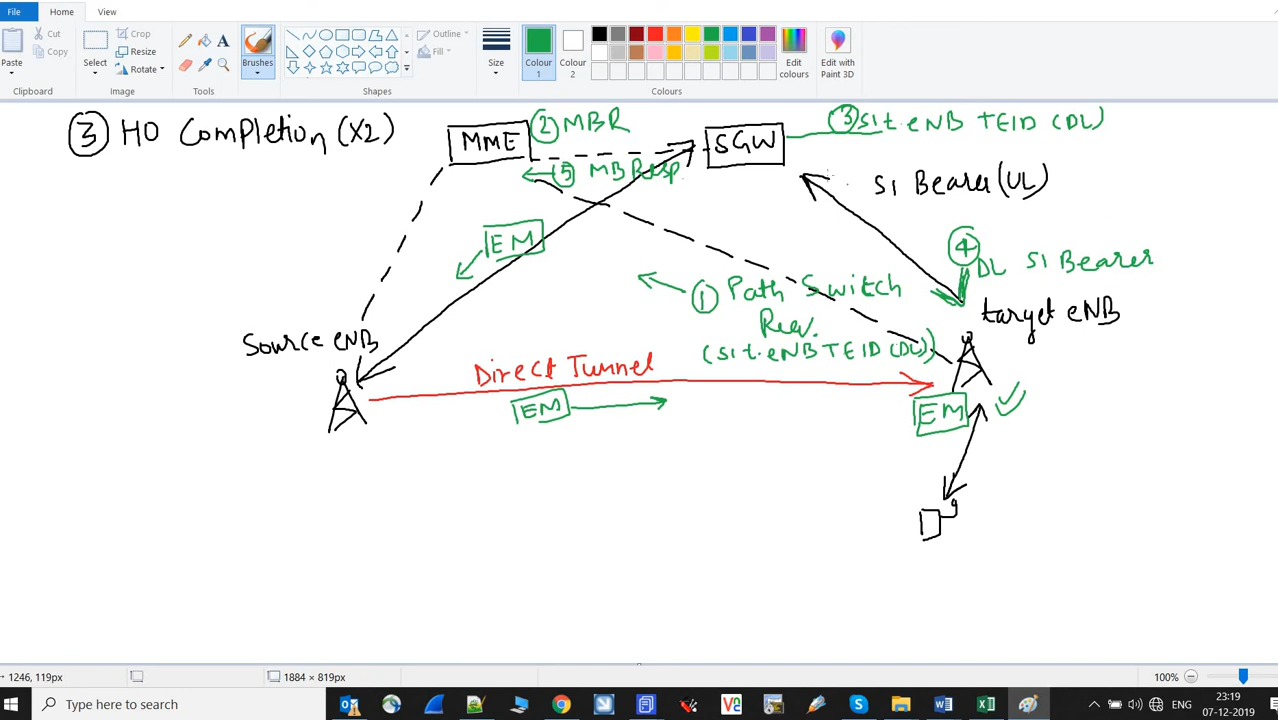 File
Home
View
Cut
Copy
Paste
Clipboard
Select
Crop
Resize
Rotate
Image
A
Tools
Brushes
Outline
Fill
Shapes
Size
Colour 1
Colour 2
Edit colours
Colours
Edit with Paint 3D
3 HO Completion (X2)
MME
2 MBR
SGW
3 S1 t.eNB TEID (DL)
5 MB Resp.
S1 Bearer (UL)
EM
4
DL S1 Bearer
1 Path Switch
Req.
(S1 t.eNB TEID (DL))
target eNB
Source eNB
Direct Tunnel
EM
EM
1246, 119px
1884 × 819px
100%
Type here to search
ENG
23:19
07-12-2019